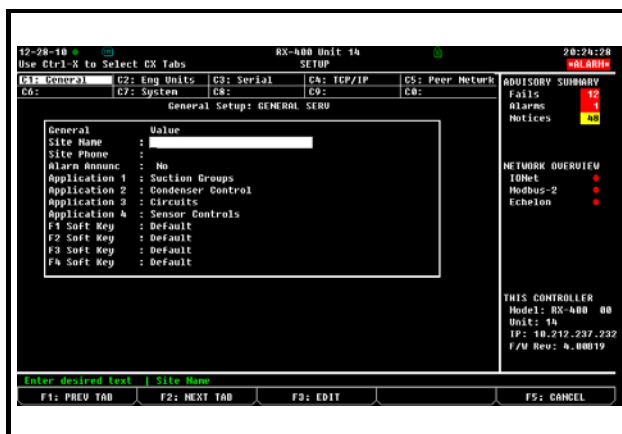 12-28-10 RX-400 Unit 14 20:24:28
Use Ctrl-X to Select CX Tabs SETUP *ALARM*
C1: General C2: Eng Units C3: Serial C4: TCP/IP C5: Peer Netwrk
C6: C7: System C8: C9: C0:
General Setup: GENERAL SERV
General Value
Site Name :
Site Phone :
Alarm Annunc : No
Application 1 : Suction Groups
Application 2 : Condenser Control
Application 3 : Circuits
Application 4 : Sensor Controls
F1 Soft Key : Default
F2 Soft Key : Default
F3 Soft Key : Default
F4 Soft Key : Default
ADVISORY SUMMARY
Fails 12
Alarms 1
Notices 48
NETWORK OVERVIEW
IONet
Modbus-2
Echelon
THIS CONTROLLER
Model: RX-400 00
Unit: 14
IP: 10.212.237.232
F/W Rev: 4.00B19
Enter desired text | Site Name
F1: PREV TAB F2: NEXT TAB F3: EDIT F5: CANCEL